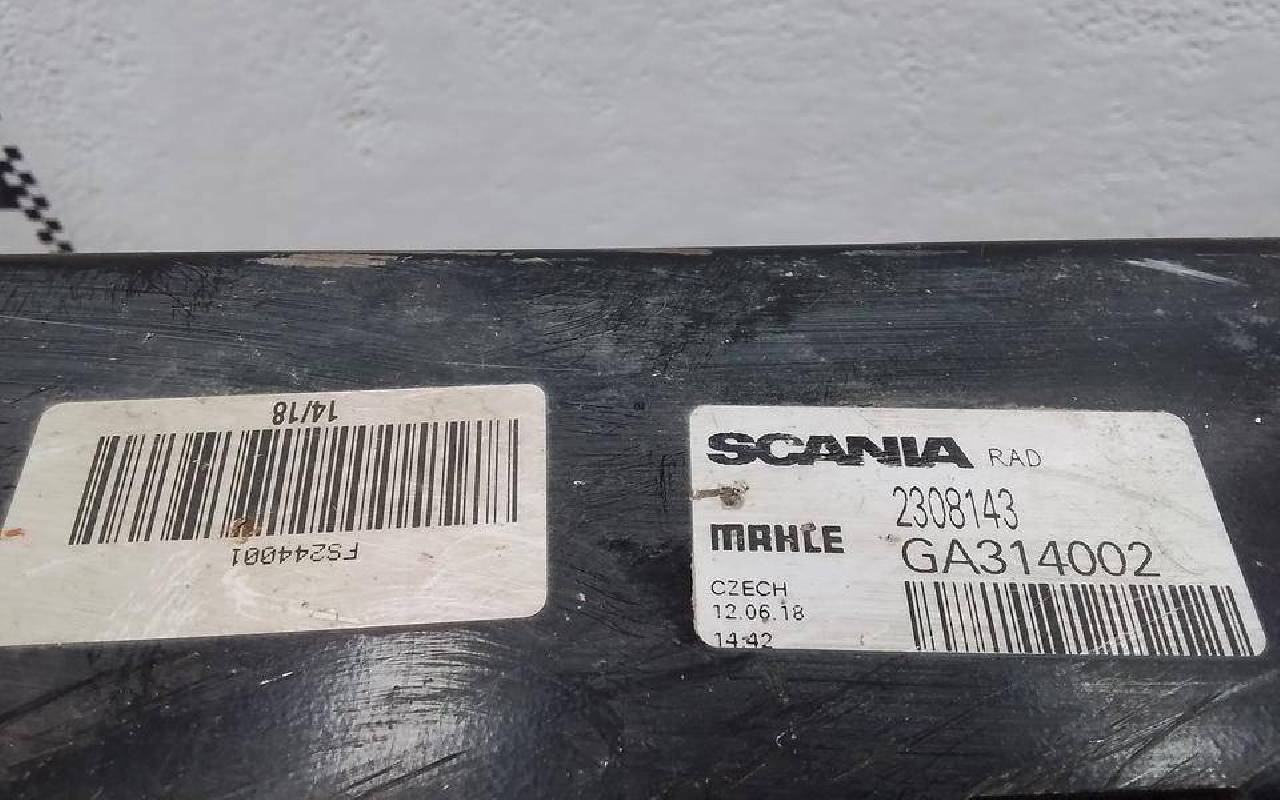 14/18
FS244001
SCANIA RAD
2308143
MAHLE
GA314002
CZECH
12.06.18
14:42